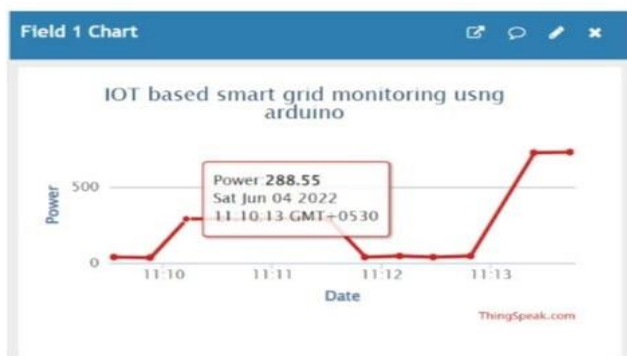 Field 1 Chart
IOT based smart grid monitoring usng
arduino
Power
500
0
Power 288.55
Sat Jun 04 2022
11:10:13 GMT+0530
11:10 11:11 11:12 11:13
Date
ThingSpeak.com